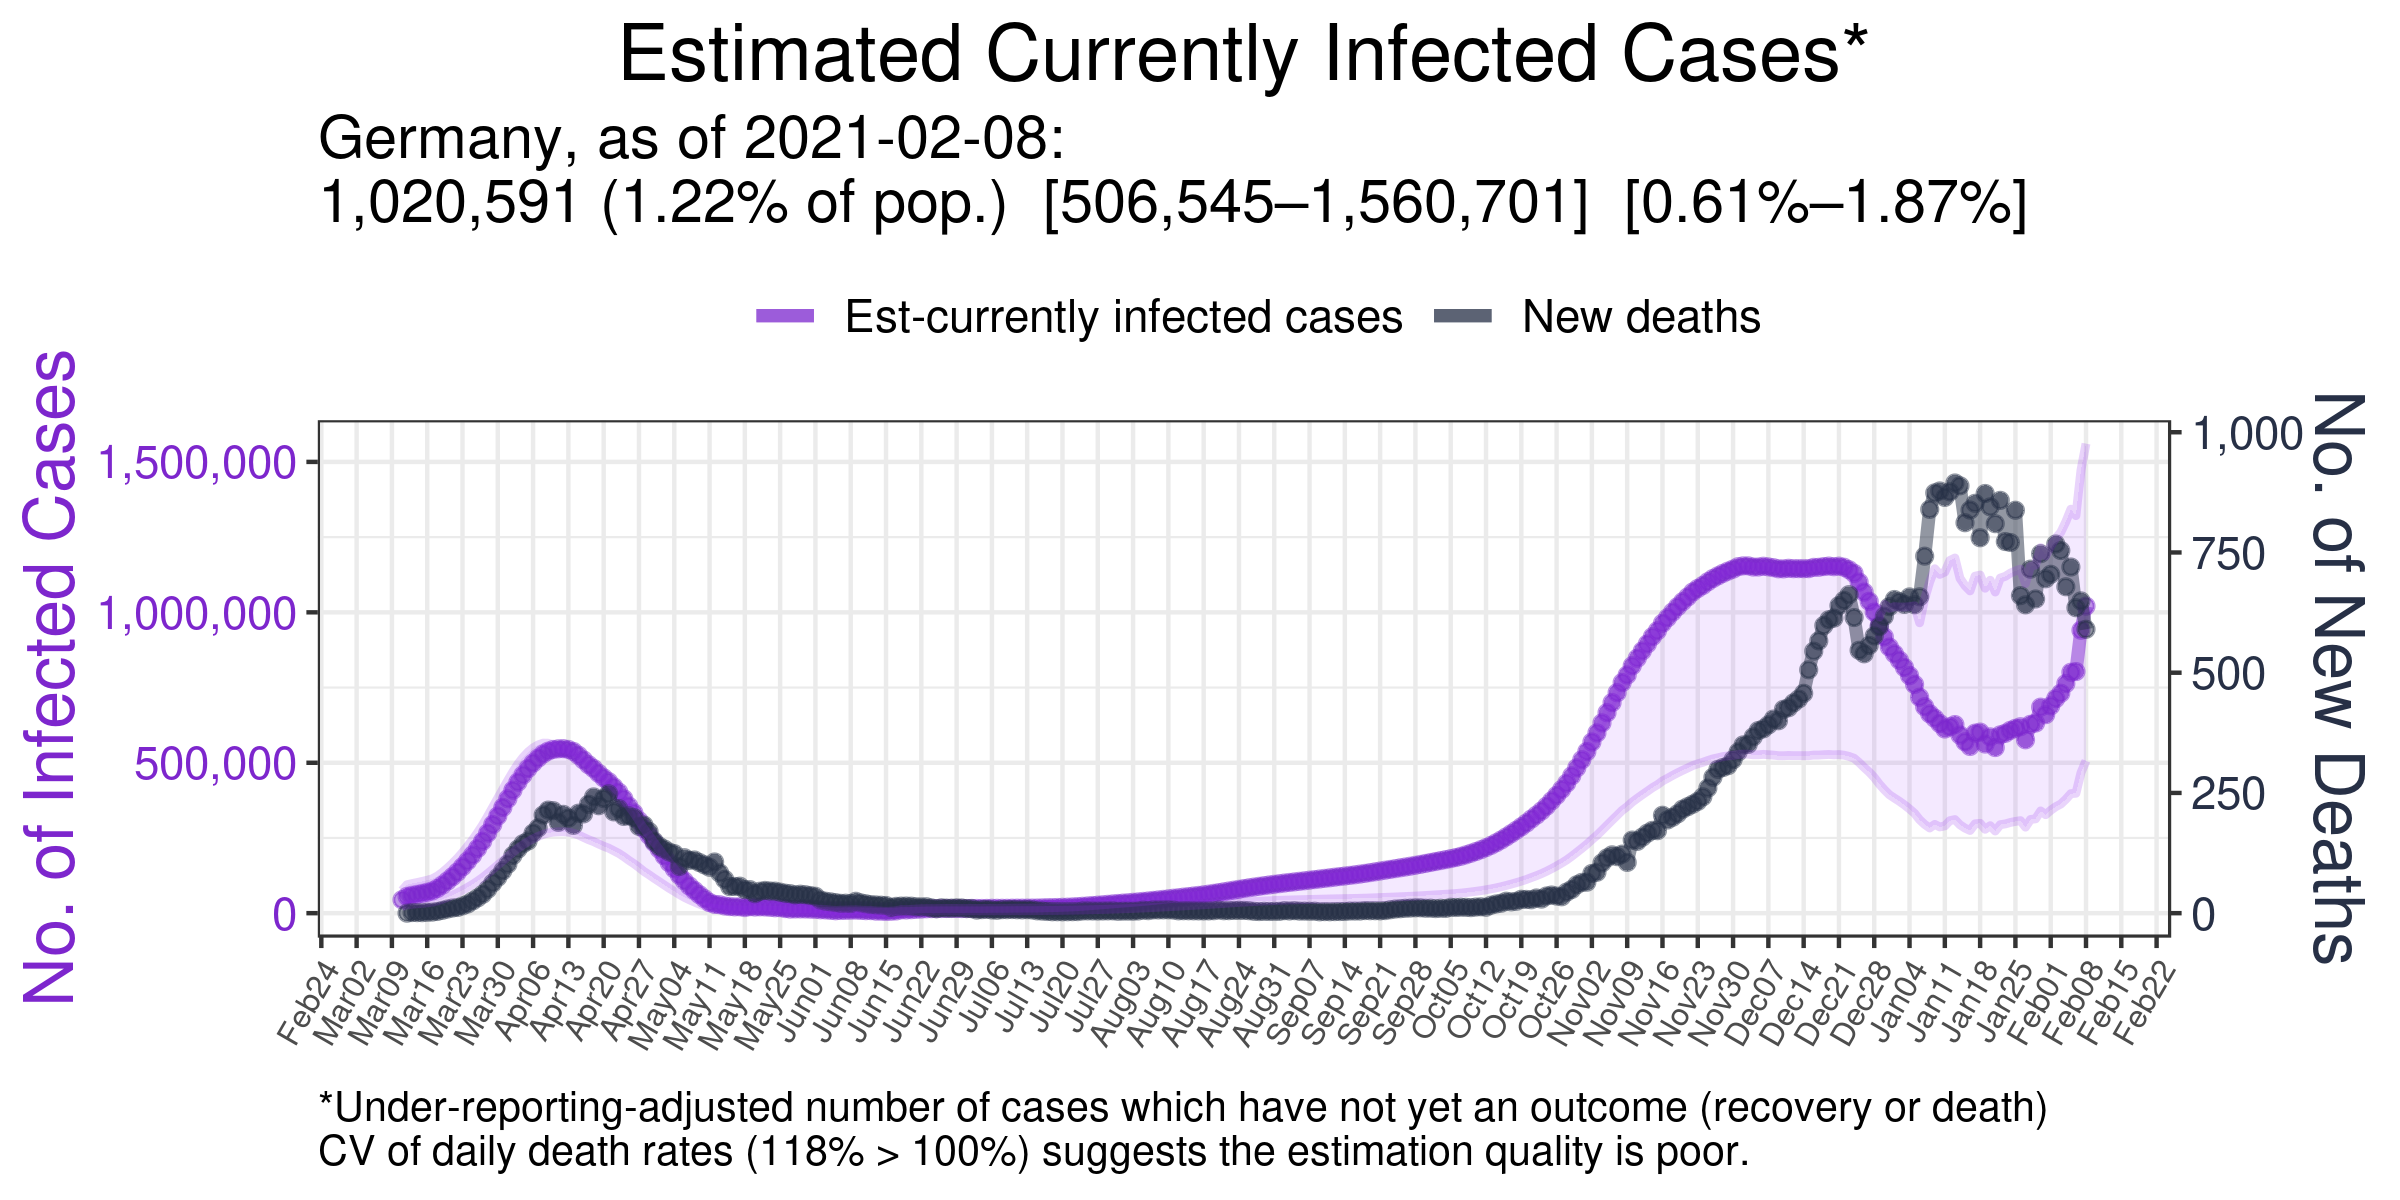 Estimated Currently Infected Cases*
Germany, as of 2021-02-08:
1,020,591 (1.22% of pop.) [506,545–1,560,701] [0.61%–1.87%]
Est-currently infected cases New deaths
No. of Infected Cases
1,500,000
1,000,000
500,000
0
1,000
750
500
250
0
No. of New Deaths
Feb24 Mar02 Mar09 Mar16 Mar23 Mar30 Apr06 Apr13 Apr20 Apr27 May04 May11 May18 May25 Jun01 Jun08 Jun15 Jun22 Jun29 Jul06 Jul13 Jul20 Jul27 Aug03 Aug10 Aug17 Aug24 Aug31 Sep07 Sep14 Sep21 Sep28 Oct05 Oct12 Oct19 Oct26 Nov02 Nov09 Nov16 Nov23 Nov30 Dec07 Dec14 Dec21 Dec28 Jan04 Jan11 Jan18 Jan25 Feb01 Feb08 Feb15 Feb22
*Under-reporting-adjusted number of cases which have not yet an outcome (recovery or death)
CV of daily death rates (118% > 100%) suggests the estimation quality is poor.